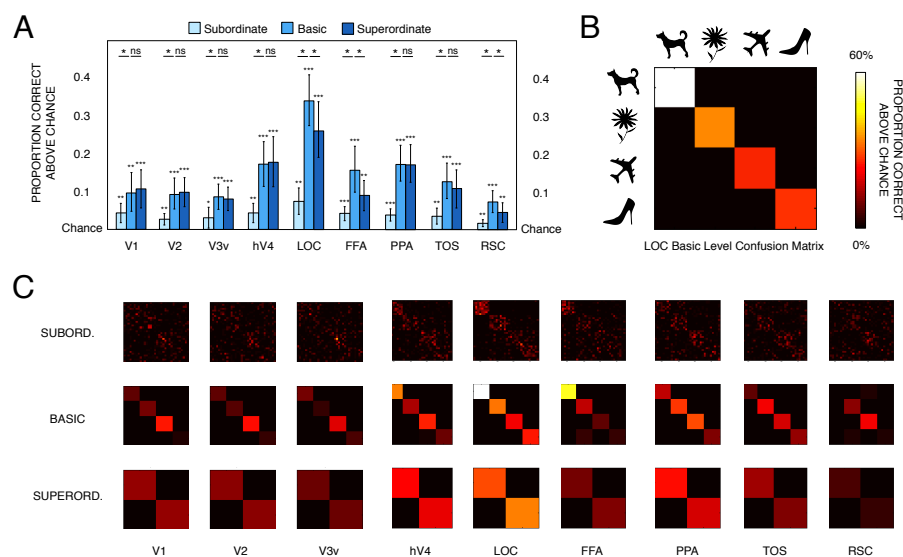 A
Subordinate Basic Superordinate
* ns * ns * ns * ns * * * * * ns * ns * *
PROPORTION CORRECT
ABOVE CHANCE
0.4
0.3
0.2
0.1
Chance
** ** *** ** *** *** * *** *** ** *** *** *** *** *** *** *** ** *** *** *** ** *** *** ** *** **
0.4
0.3
0.2
0.1
Chance
V1 V2 V3v hV4 LOC FFA PPA TOS RSC
B
60%
PROPORTION CORRECT
ABOVE CHANCE
0%
LOC Basic Level Confusion Matrix
C
SUBORD.
BASIC
SUPERORD.
V1 V2 V3v hV4 LOC FFA PPA TOS RSC